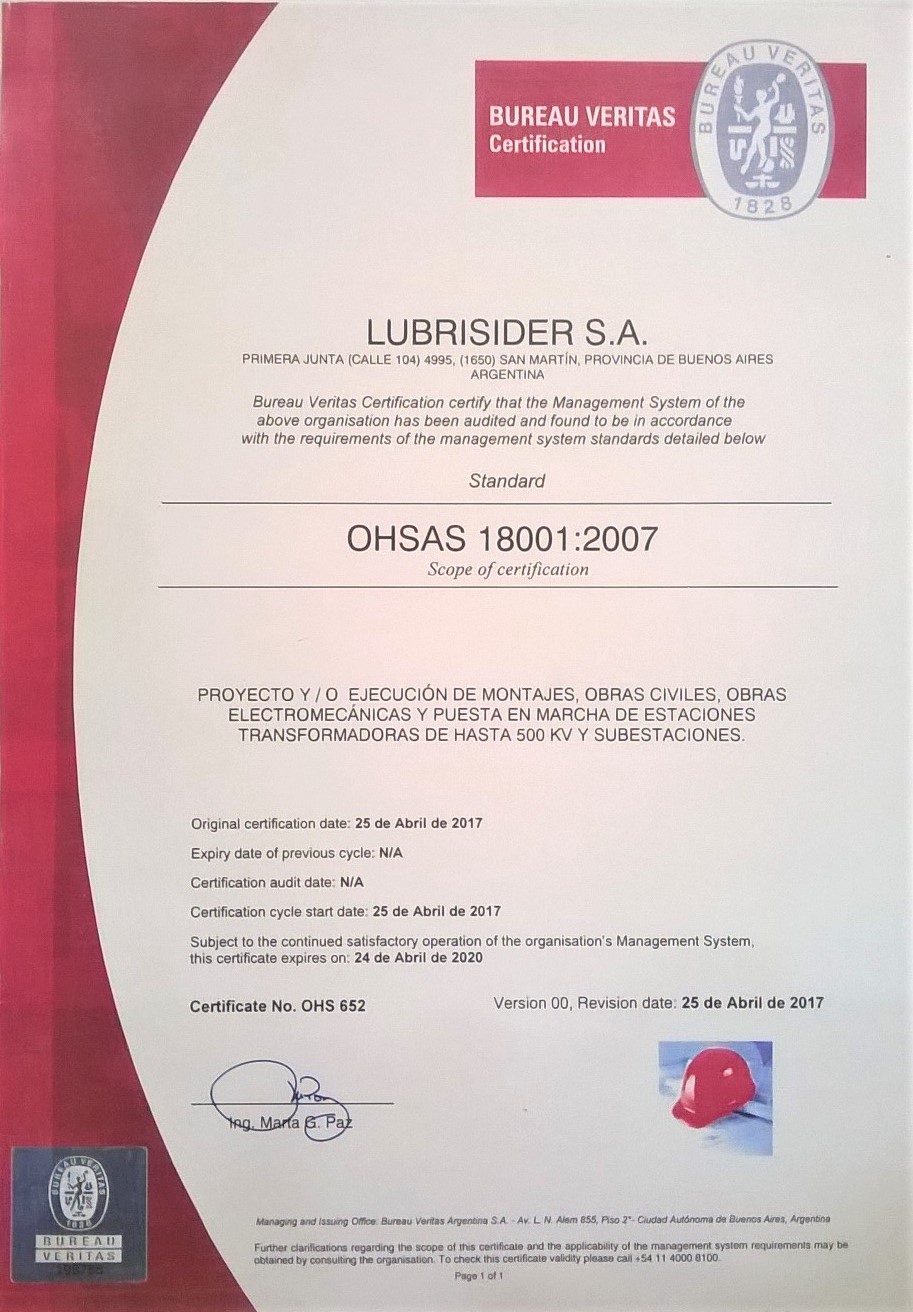 BUREAU VERITAS
Certification
BUREAU VERITAS
1828
LUBRISIDER S.A.
PRIMERA JUNTA (CALLE 104) 4995, (1650) SAN MARTÍN, PROVINCIA DE BUENOS AIRES
ARGENTINA
Bureau Veritas Certification certify that the Management System of the
above organisation has been audited and found to be in accordance
with the requirements of the management system standards detailed below
Standard
OHSAS 18001:2007
Scope of certification
PROYECTO Y / O EJECUCIÓN DE MONTAJES, OBRAS CIVILES, OBRAS
ELECTROMECÁNICAS Y PUESTA EN MARCHA DE ESTACIONES
TRANSFORMADORAS DE HASTA 500 KV Y SUBESTACIONES.
Original certification date: 25 de Abril de 2017
Expiry date of previous cycle: N/A
Certification audit date: N/A
Certification cycle start date: 25 de Abril de 2017
Subject to the continued satisfactory operation of the organisation's Management System,
this certificate expires on: 24 de Abril de 2020
Certificate No. OHS 652
Version 00, Revision date: 25 de Abril de 2017
Ing. Marta G. Paz
BUREAU VERITAS
1828
BUREAU
VERITAS
Managing and Issuing Office: Bureau Veritas Argentina S.A. - Av. L. N. Alem 855, Piso 2°- Ciudad Autónoma de Buenos Aires, Argentina
Further clarifications regarding the scope of this certificate and the applicability of the management system requirements may be
obtained by consulting the organisation. To check this certificate validity please call +54 11 4000 8100.
Page 1 of 1